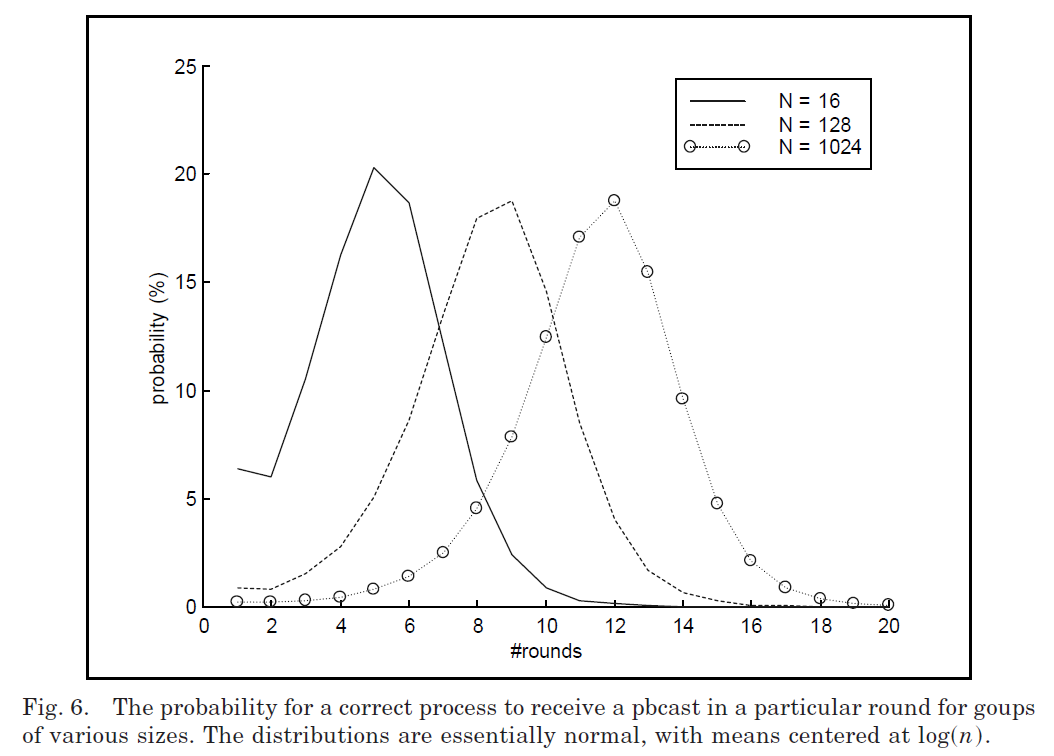 25
20
15
10
5
0
probability (%)
N = 16
N = 128
N = 1024
0 2 4 6 8 10 12 14 16 18 20
#rounds
Fig. 6. The probability for a correct process to receive a pbcast in a particular round for goups
of various sizes. The distributions are essentially normal, with means centered at log(n).